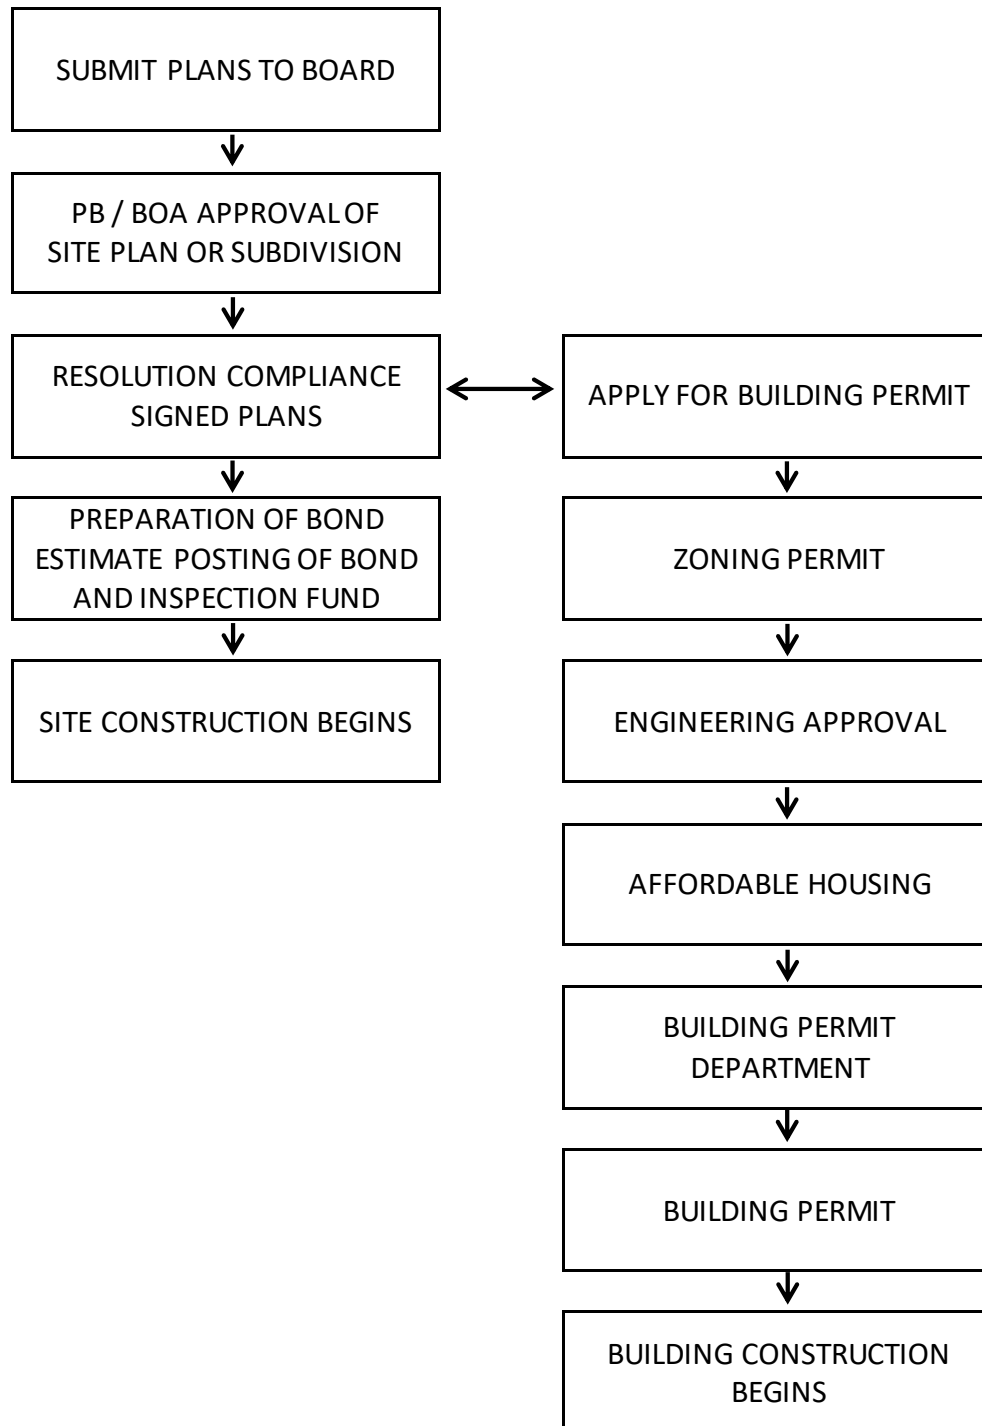 SUBMIT PLANS TO BOARD
PB / BOA APPROVAL OF
SITE PLAN OR SUBDIVISION
RESOLUTION COMPLIANCE
SIGNED PLANS
PREPARATION OF BOND
ESTIMATE POSTING OF BOND
AND INSPECTION FUND
SITE CONSTRUCTION BEGINS
APPLY FOR BUILDING PERMIT
ZONING PERMIT
ENGINEERING APPROVAL
AFFORDABLE HOUSING
BUILDING PERMIT
DEPARTMENT
BUILDING PERMIT
BUILDING CONSTRUCTION
BEGINS